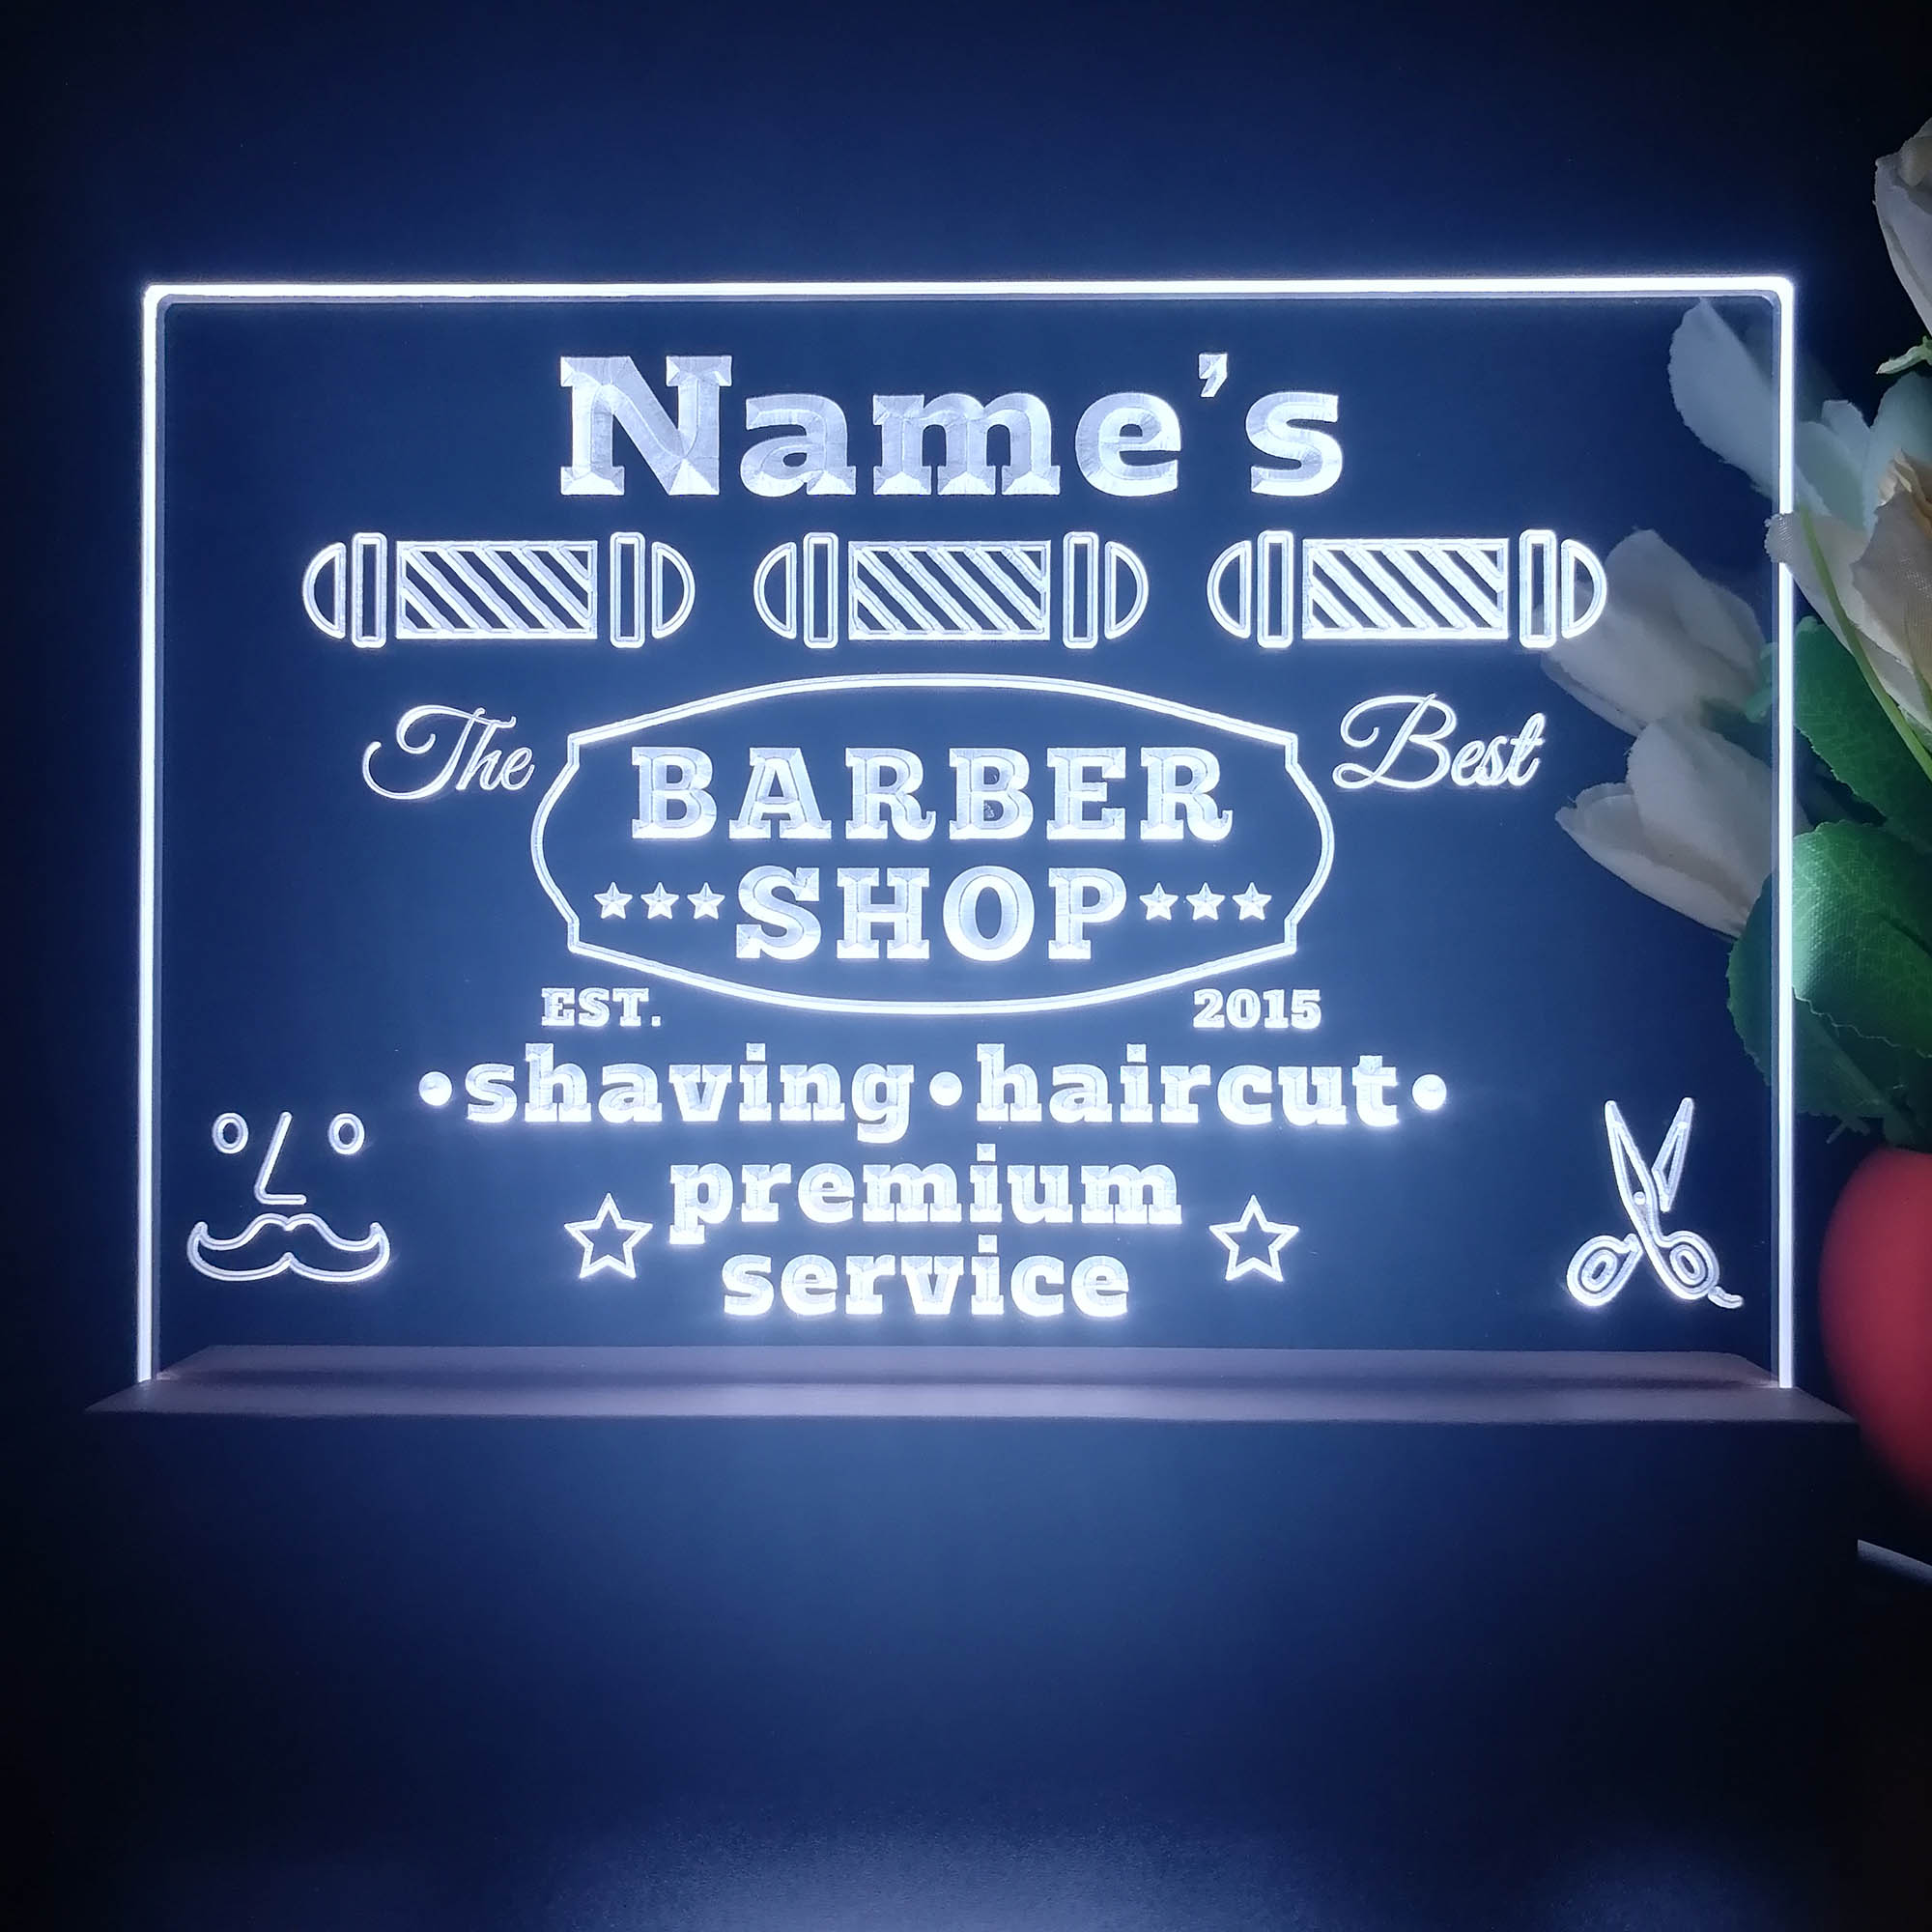 Name's
The BARBER Best
SHOP
EST. 2015
•shaving•haircut•
premium
service